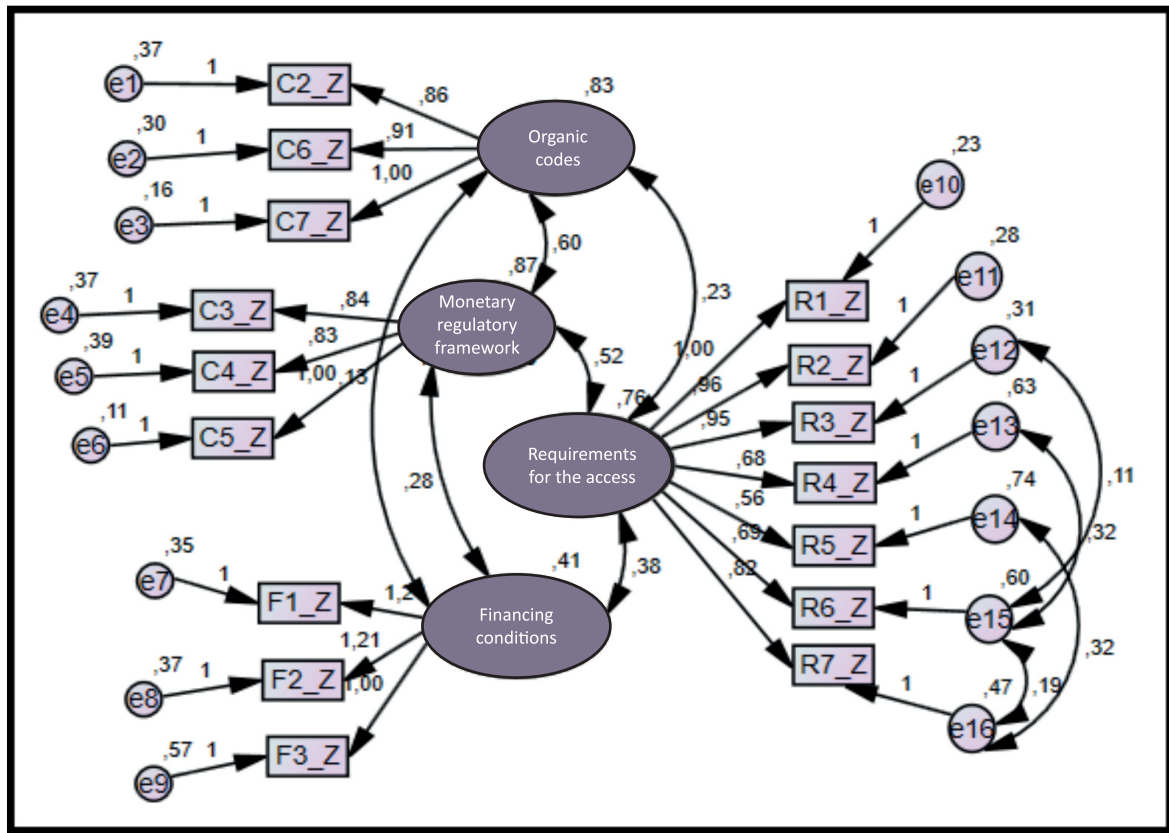 ,37
e1
1
C2_Z
,86
,83
Organic
codes
,30
e2
1
C6_Z
,91
,16
e3
1
C7_Z
1,00
,60
,87
,23
e10
1
R1_Z
,28
e11
1
R2_Z
,37
e4
1
C3_Z
,84
Monetary
regulatory
framework
,39
e5
1
C4_Z
,83
1,00
,13
,11
e6
1
C5_Z
,52
,23
1,00
,96
,95
,68
,56
,69
,82
,76
Requirements
for the access
,31
e12
1
R3_Z
,63
e13
1
R4_Z
,74
e14
1
R5_Z
,11
,32
,60
e15
1
R6_Z
,32
,47
,19
e16
1
R7_Z
,28
,38
,41
Financing
conditions
,35
e7
1
F1_Z
1,2
,37
e8
1
F2_Z
1,21
1,00
,57
e9
1
F3_Z